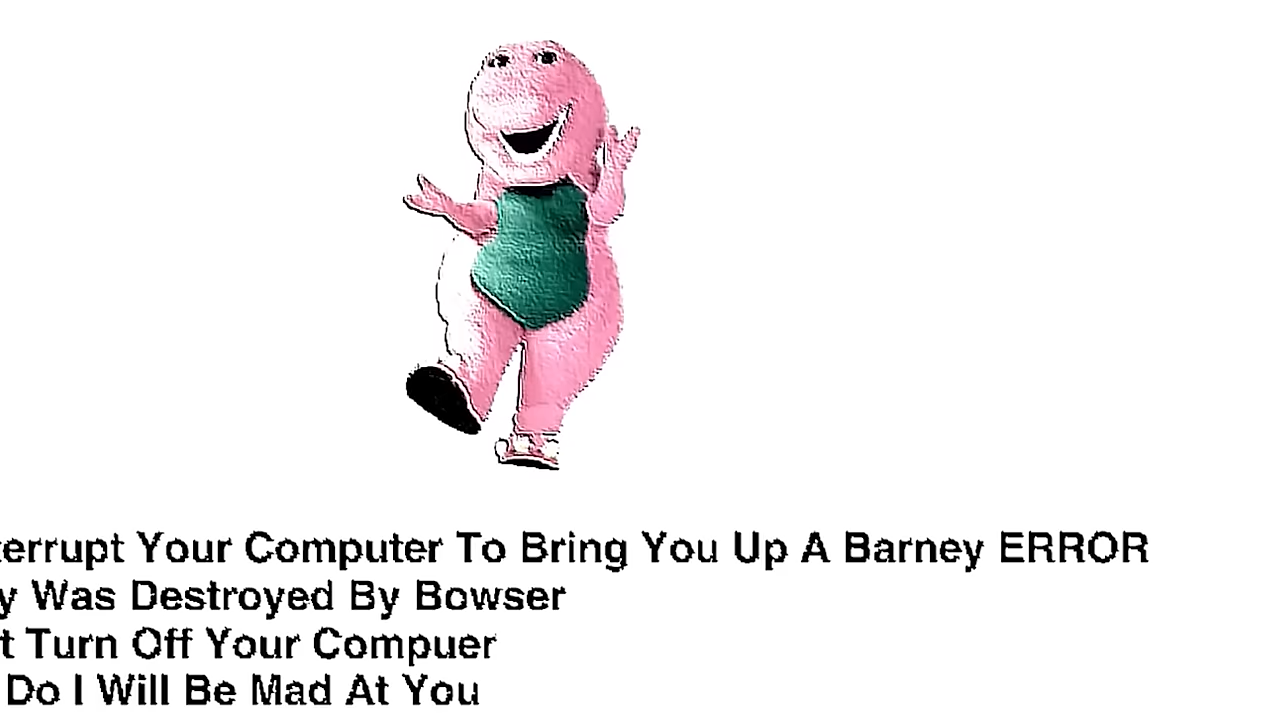 terrupt Your Computer To Bring You Up A Barney ERROR
y Was Destroyed By Bowser
t Turn Off Your Compuer
Do I Will Be Mad At You